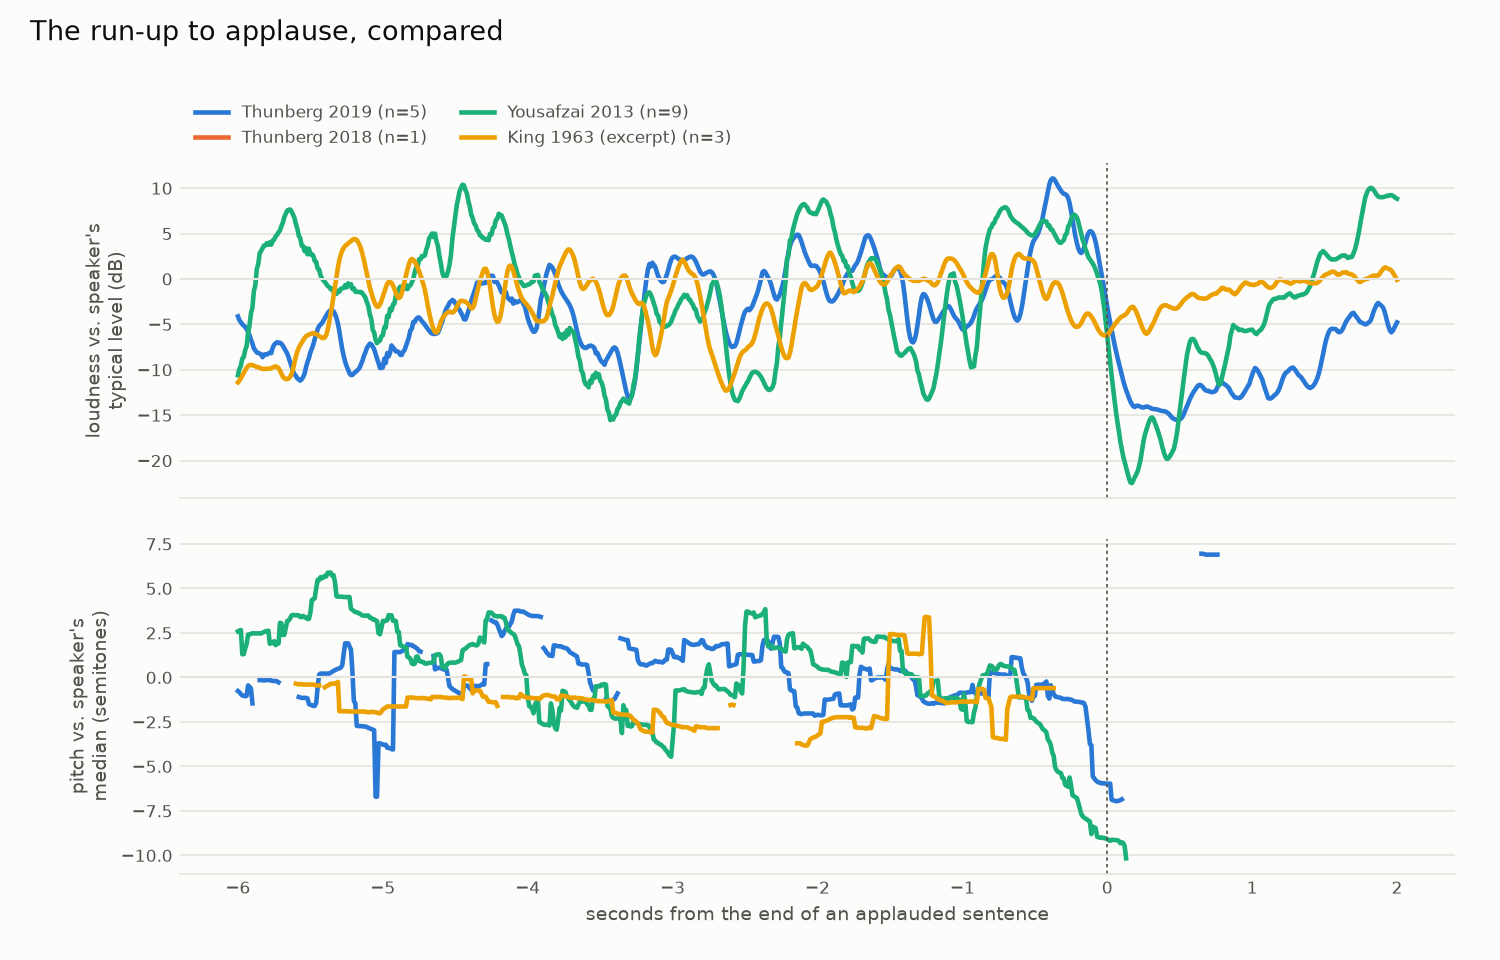 The run-up to applause, compared
Thunberg 2019 (n=5)
Yousafzai 2013 (n=9)
Thunberg 2018 (n=1)
King 1963 (excerpt) (n=3)
loudness vs. speaker's
typical level (dB)
10
5
0
−5
−10
−15
−20
pitch vs. speaker's
median (semitones)
7.5
5.0
2.5
0.0
−2.5
−5.0
−7.5
−10.0
−6 −5 −4 −3 −2 −1 0 1 2
seconds from the end of an applauded sentence